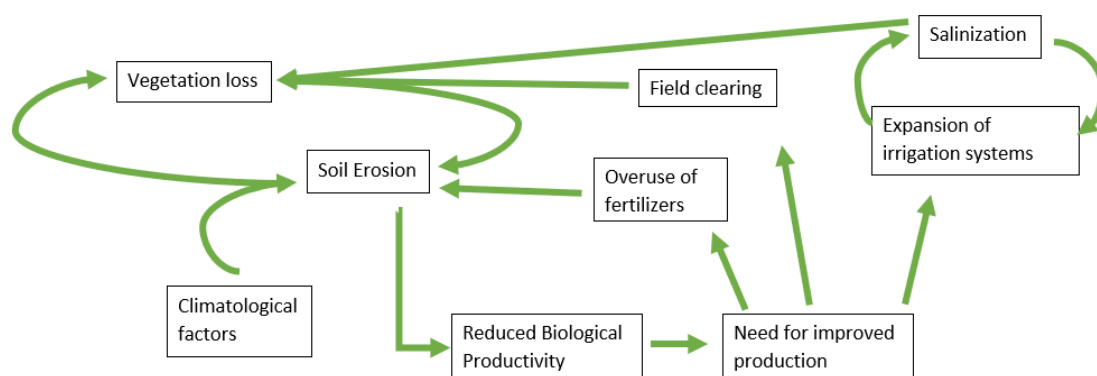 Salinization
Vegetation loss
Field clearing
Expansion of
irrigation systems
Soil Erosion
Overuse of
fertilizers
Climatological
factors
Reduced Biological
Productivity
Need for improved
production